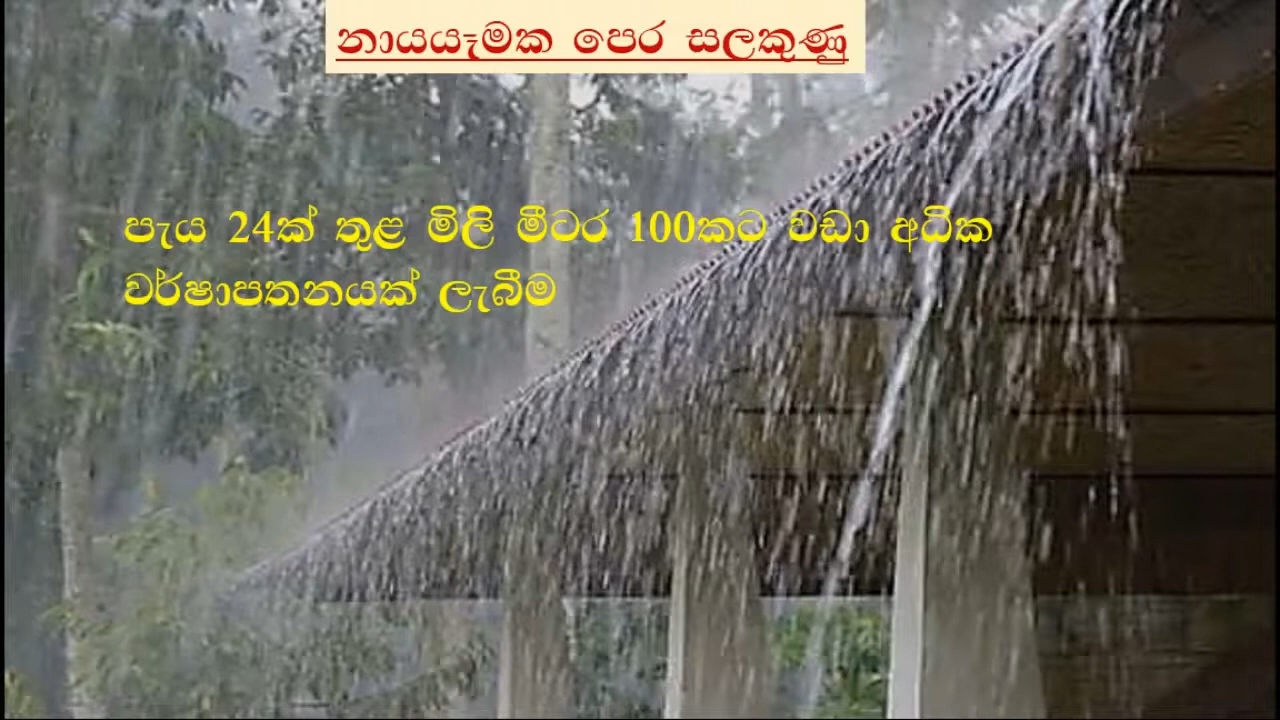 නායයෑමක පෙර සලකුණු
පැය 24ක් තුළ මිලි මීටර 100කට වඩා අධික
වර්ෂාපතනයක් ලැබීම